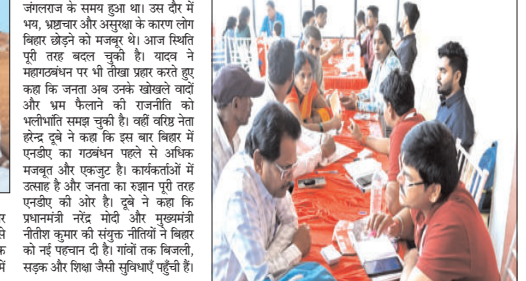 जंगलराज के समय हुआ था। उस दौर में
भय, भ्रष्टाचार और असुरक्षा के कारण लोग
बिहार छोड़ने को मजबूर थे। आज स्थिति
पूरी तरह बदल चुकी है। यादव ने
महागठबंधन पर भी तीखा प्रहार करते हुए
कहा कि जनता अब उनके खोखले वादों
और भ्रम फैलाने की राजनीति को
भलीभांति समझ चुकी है। वहीं वरिष्ठ नेता
हरेन्द्र दूबे ने कहा कि इस बार बिहार में
एनडीए का गठबंधन पहले से अधिक
मजबूत और एकजुट है। कार्यकर्ताओं में
उत्साह है और जनता का रुझान पूरी तरह
एनडीए की ओर है। दूबे ने कहा कि
प्रधानमंत्री नरेंद्र मोदी और मुख्यमंत्री
नीतीश कुमार की संयुक्त नीतियों ने बिहार
को नई पहचान दी है। गांवों तक बिजली,
सड़क और शिक्षा जैसी सुविधाएँ पहुँची हैं।